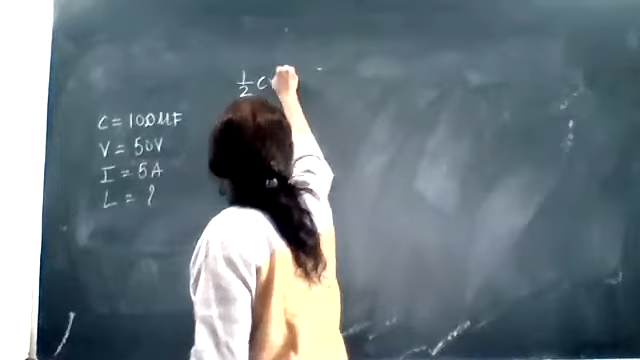 1/2 C
C = 100µF
V = 50V
I = 5A
L = ?